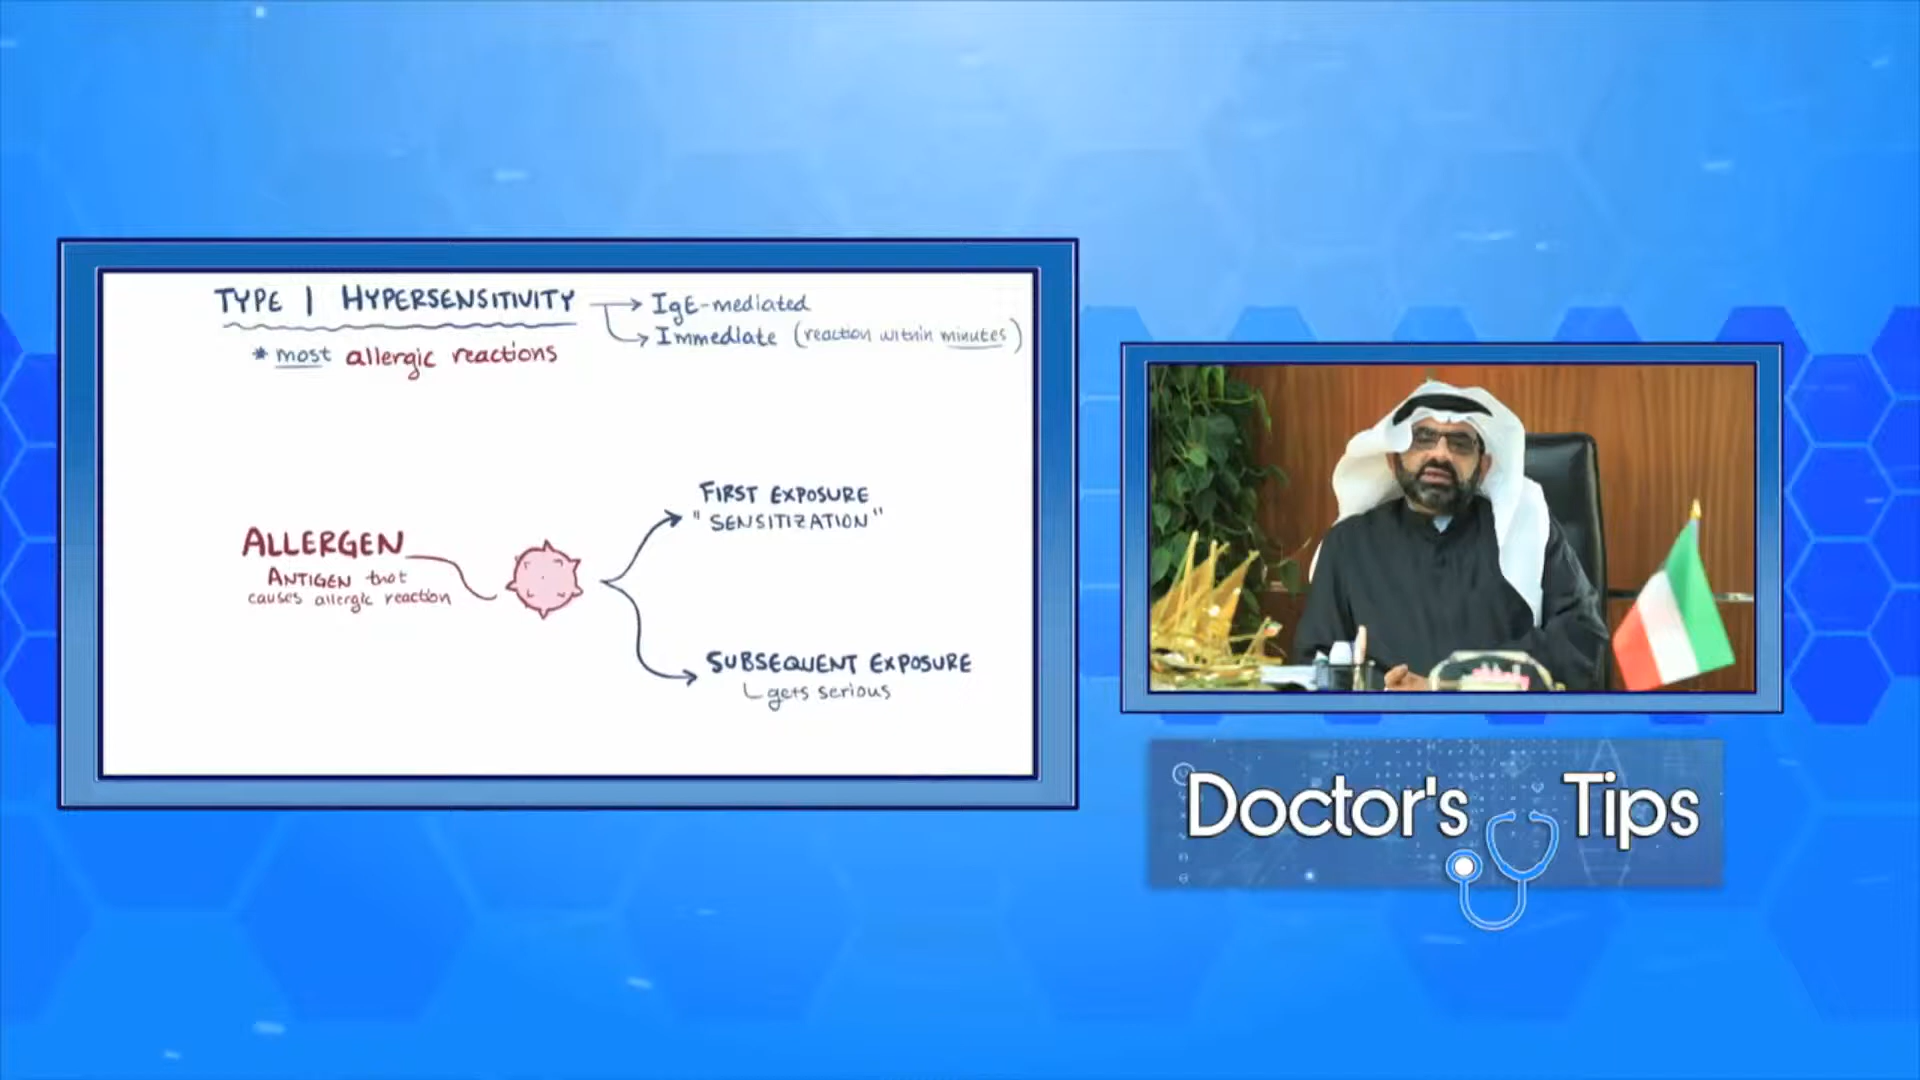 TYPE I HYPERSENSITIVITY → IgE-mediated
→ Immediate (reaction within minutes)
* most allergic reactions
FIRST EXPOSURE
"SENSITIZATION"
ALLERGEN
ANTIGEN that
causes allergic reaction
SUBSEQUENT EXPOSURE
gets serious
Doctor's Tips